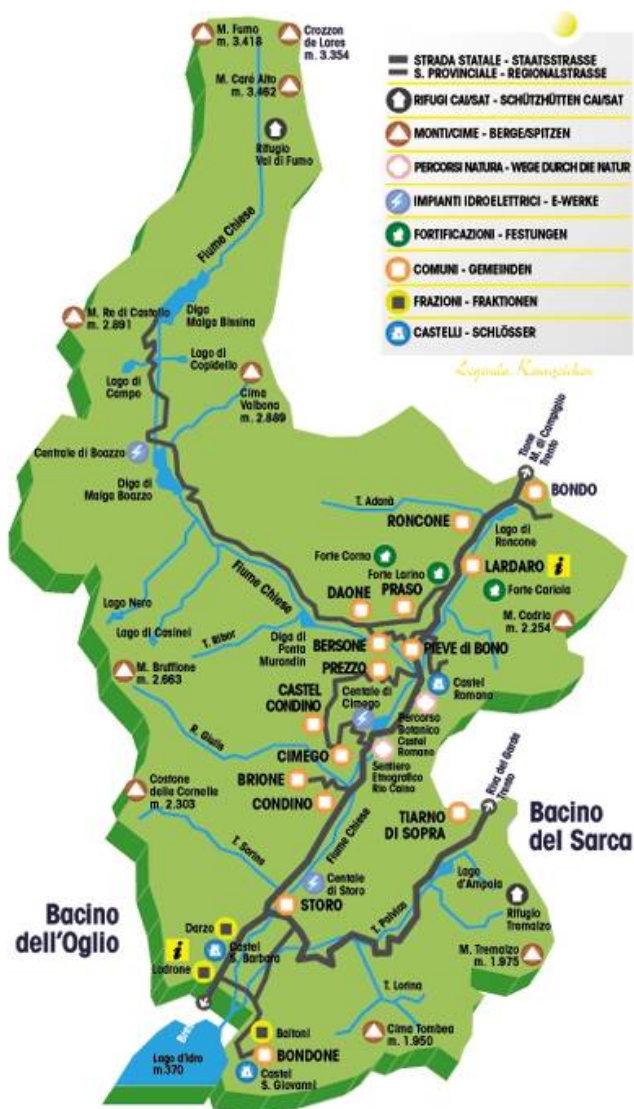 M. Fumo
m. 3.418
Crozzon
de Lares
m. 3.354
M. Caré Alto
m. 3.462
Rifugio
Val di Fumo
STRADA STATALE - STAATSSTRASSE
S. PROVINCIALE - REGIONALSTRASSE
RIFUGI CAI/SAT - SCHÜTZHÜTTEN CAI/SAT
MONTI/CIME - BERGE/SPITZEN
PERCORSI NATURA - WEGE DURCH DIE NATUR
IMPIANTI IDROELETTRICI - E-WERKE
FORTIFICAZIONI - FESTUNGEN
COMUNI - GEMEINDEN
FRAZIONI - FRAKTIONEN
CASTELLI - SCHLÖSSER
Legenda. Kennzeichen
Fiume Chiese
Diga
Malga Bissina
M. Re di Castello
m. 2.891
Lago di
Copidello
Lago di
Campo
Cima
Valbona
m. 2.889
Centrale di Boazzo
Diga di
Malga Boazzo
Tione
M. di Campiglio
Trento
BONDO
T. Adanà
RONCONE
Lago di
Roncone
Forte Corno
Forte Larino
LARDARO
i
Forte Cariola
Fiume Chiese
DAONE
PRASO
M. Cadria
m. 2.254
Lago Nero
Lago di Casinei
T. Ribor
Diga di
Ponte
Murandin
BERSONE
PIEVE di BONO
PREZZO
M. Bruffione
m. 2.663
CASTEL
CONDINO
Centale di
Cimego
Castel
Romano
Percorso
Botanico
Castel
Romano
R. Giulis
CIMEGO
Sentiero
Etnografico
Rio Caino
BRIONE
CONDINO
Costone
delle Cornelle
m. 2.303
Riva del Garda
Trento
TIARNO
DI SOPRA
Bacino
del Sarca
T. Sorino
Fiume Chiese
Centale
di Storo
Lago
d'Ampola
STORO
T. Palvico
Rifugio
Tremalzo
Bacino
dell'Oglio
Darzo
i
Castel
S. Barbara
Lodrone
M. Tremalzo
m. 1.975
T. Lorina
Baitoni
Cima Tombea
m. 1.950
Lago d'Idro
m.370
BONDONE
Castel
S. Giovanni